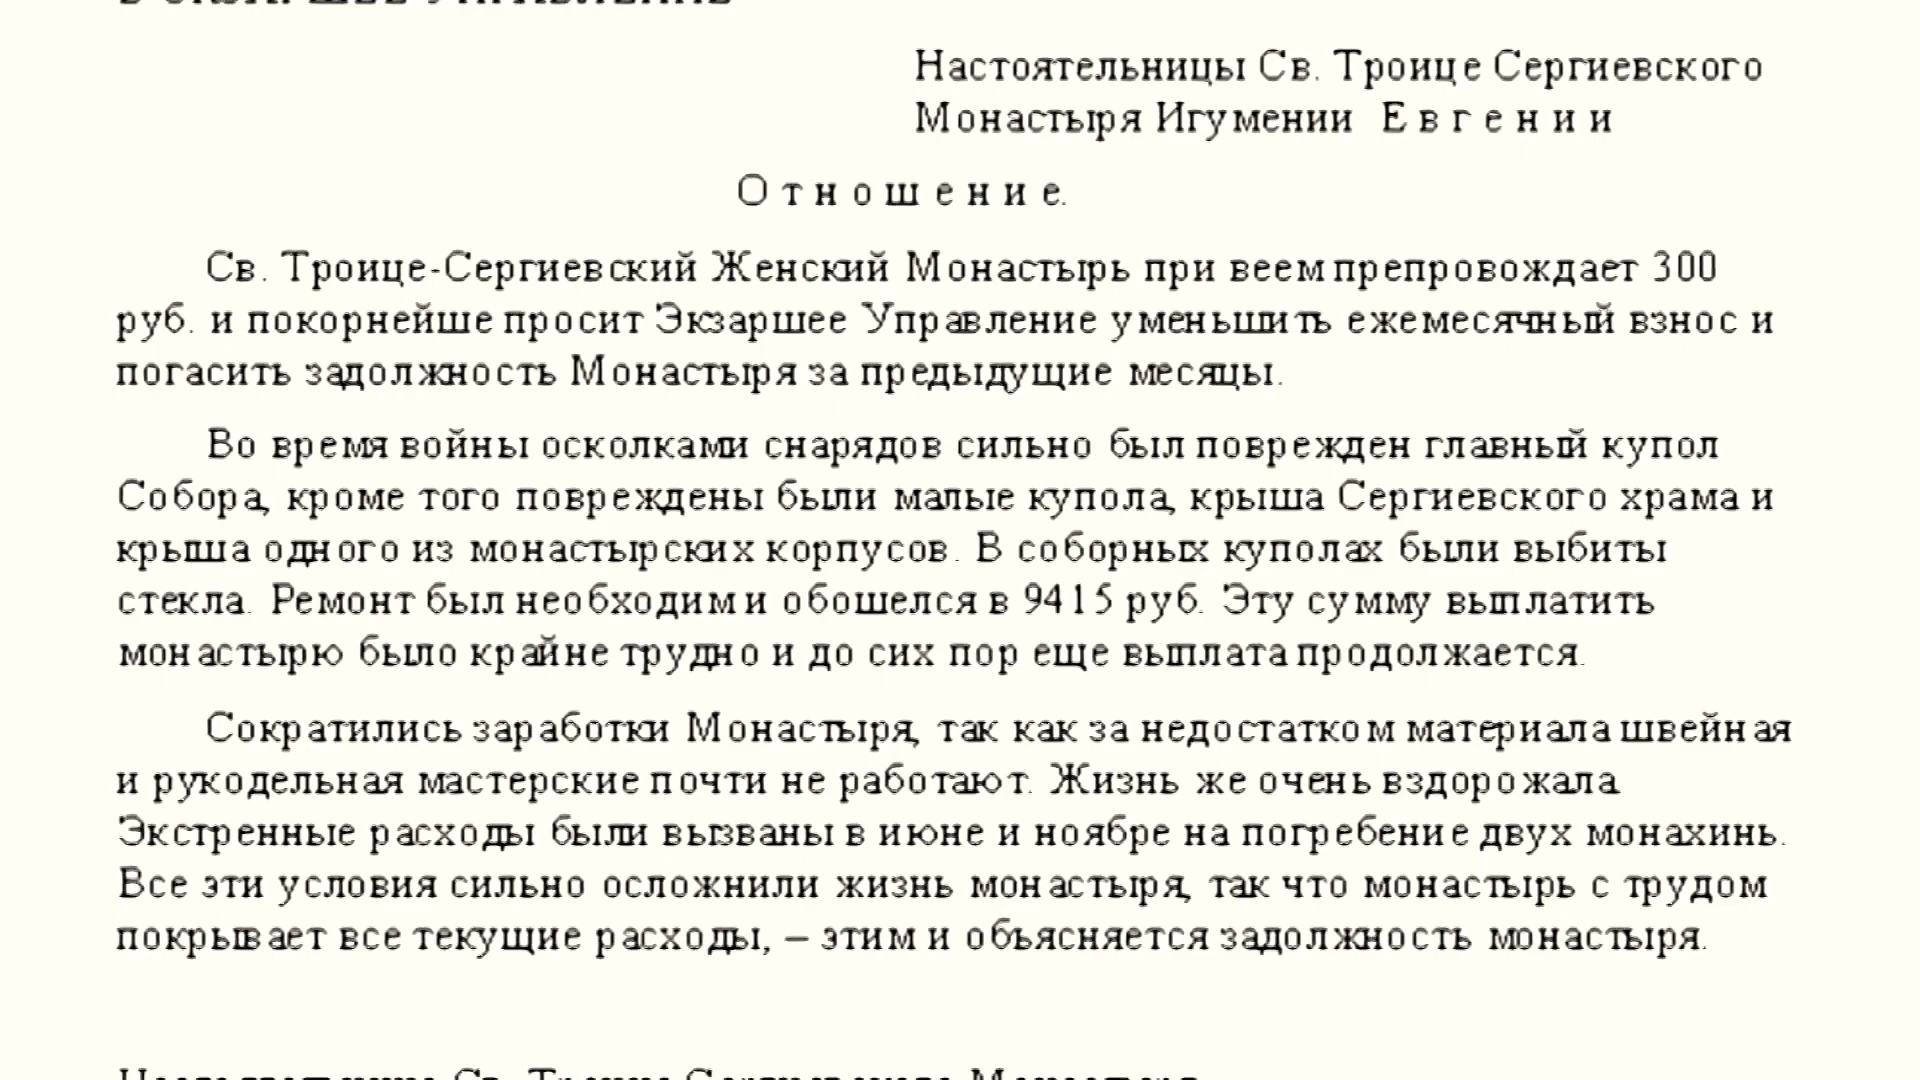 Настоятельницы Св. Троице Сергиевского
Монастыря Игумении Евгении
Отношение.
Св. Троице-Сергиевский Женский Монастырь при веем препровождает 300
руб. и покорнейше просит Экзаршее Управление уменьшить ежемесячный взнос и
погасить задолжность Монастыря за предыдущие месяцы.
Во время войны осколками снарядов сильно был поврежден главный купол
Собора, кроме того повреждены были малые купола, крыша Сергиевского храма и
крыша одного из монастырских корпусов. В соборных куполах были выбиты
стекла. Ремонт был необходим и обошелся в 9415 руб. Эту сумму выплатить
монастырю было крайне трудно и до сих пор еще выплата продолжается.
Сократились заработки Монастыря, так как за недостатком материала швейная
и рукодельная мастерские почти не работают. Жизнь же очень вздорожала.
Экстренные расходы были вызваны в июне и ноябре на погребение двух монахинь.
Все эти условия сильно осложнили жизнь монастыря, так что монастырь с трудом
покрывает все текущие расходы, – этим и объясняется задолжность монастыря.